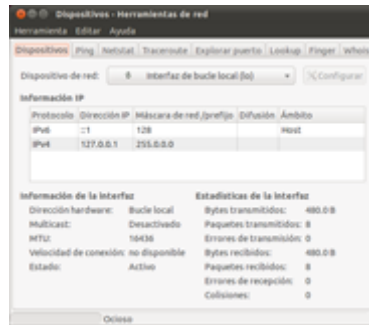 Dispositivos - Herramientas de red
Herramienta Editar Ayuda
Dispositivos Ping Netstat Traceroute Explorar puerto Lookup Finger Whois
Dispositivo de red: Interfaz de bucle local (lo) Configurar
Información IP
Protocolo Dirección IP Máscara de red /prefijo Difusión Ámbito
IPv6 ::1 128 Host
IPv4 127.0.0.1 255.0.0.0
Información de la interfaz
Dirección hardware: Bucle local
Multicast: Desactivado
MTU: 16436
Velocidad de conexión: no disponible
Estado: Activo
Estadísticas de la interfaz
Bytes transmitidos: 480.0 B
Paquetes transmitidos: 8
Errores de transmisión: 0
Bytes recibidos: 480.0 B
Paquetes recibidos: 8
Errores de recepción: 0
Colisiones: 0
Ocioso